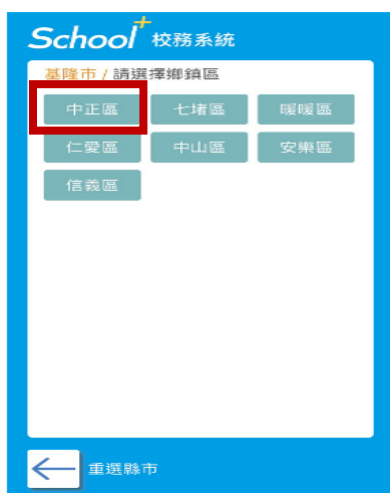 School+ 校務系統
基隆市 / 請選擇鄉鎮區
中正區 七堵區 暖暖區
仁愛區 中山區 安樂區
信義區
重選縣市